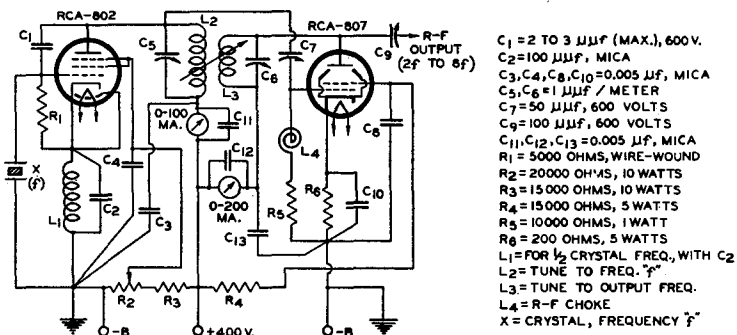 RCA-802
RCA-807
C1
L2
C5
C7
C9
R-F
OUTPUT
(2f TO 8f)
L3
C6
R1
0-100
MA.
C11
C8
X
(f)
C4
C12
L4
L1
C2
C3
0-200
MA.
R5
R6
C10
C13
R2
R3
R4
-B
+400 V.
-B
C1 = 2 TO 3 μμf (MAX.), 600 V.
C2 = 100 μμf, MICA
C3, C4, C8, C10 = 0.005 μf, MICA
C5, C6 = 1 μμf / METER
C7 = 50 μμf, 600 VOLTS
C9 = 100 μμf, 600 VOLTS
C11, C12, C13 = 0.005 μf, MICA
R1 = 5000 OHMS, WIRE-WOUND
R2 = 20000 OHMS, 10 WATTS
R3 = 15000 OHMS, 10 WATTS
R4 = 15000 OHMS, 5 WATTS
R5 = 10000 OHMS, 1 WATT
R6 = 200 OHMS, 5 WATTS
L1 = FOR 1/2 CRYSTAL FREQ., WITH C2
L2 = TUNE TO FREQ. "f"
L3 = TUNE TO OUTPUT FREQ.
L4 = R-F CHOKE
X = CRYSTAL, FREQUENCY "f"